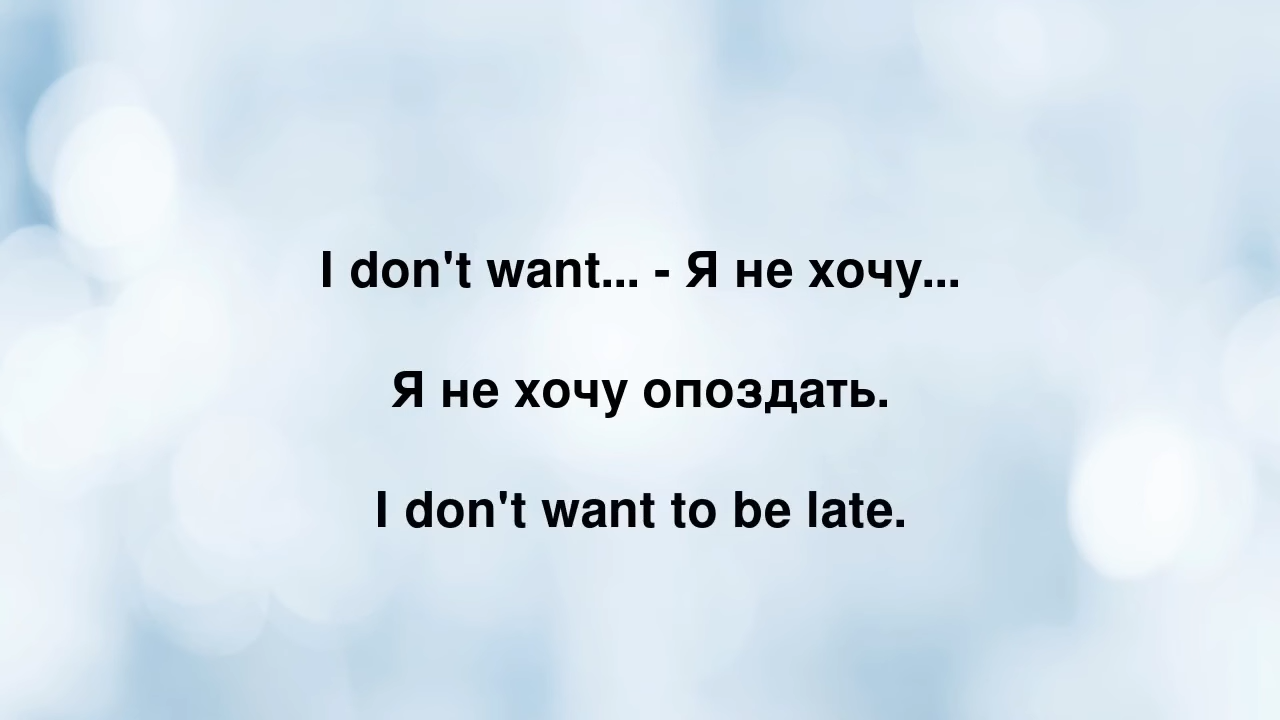 I don't want... - Я не хочу...
Я не хочу опоздать.
I don't want to be late.